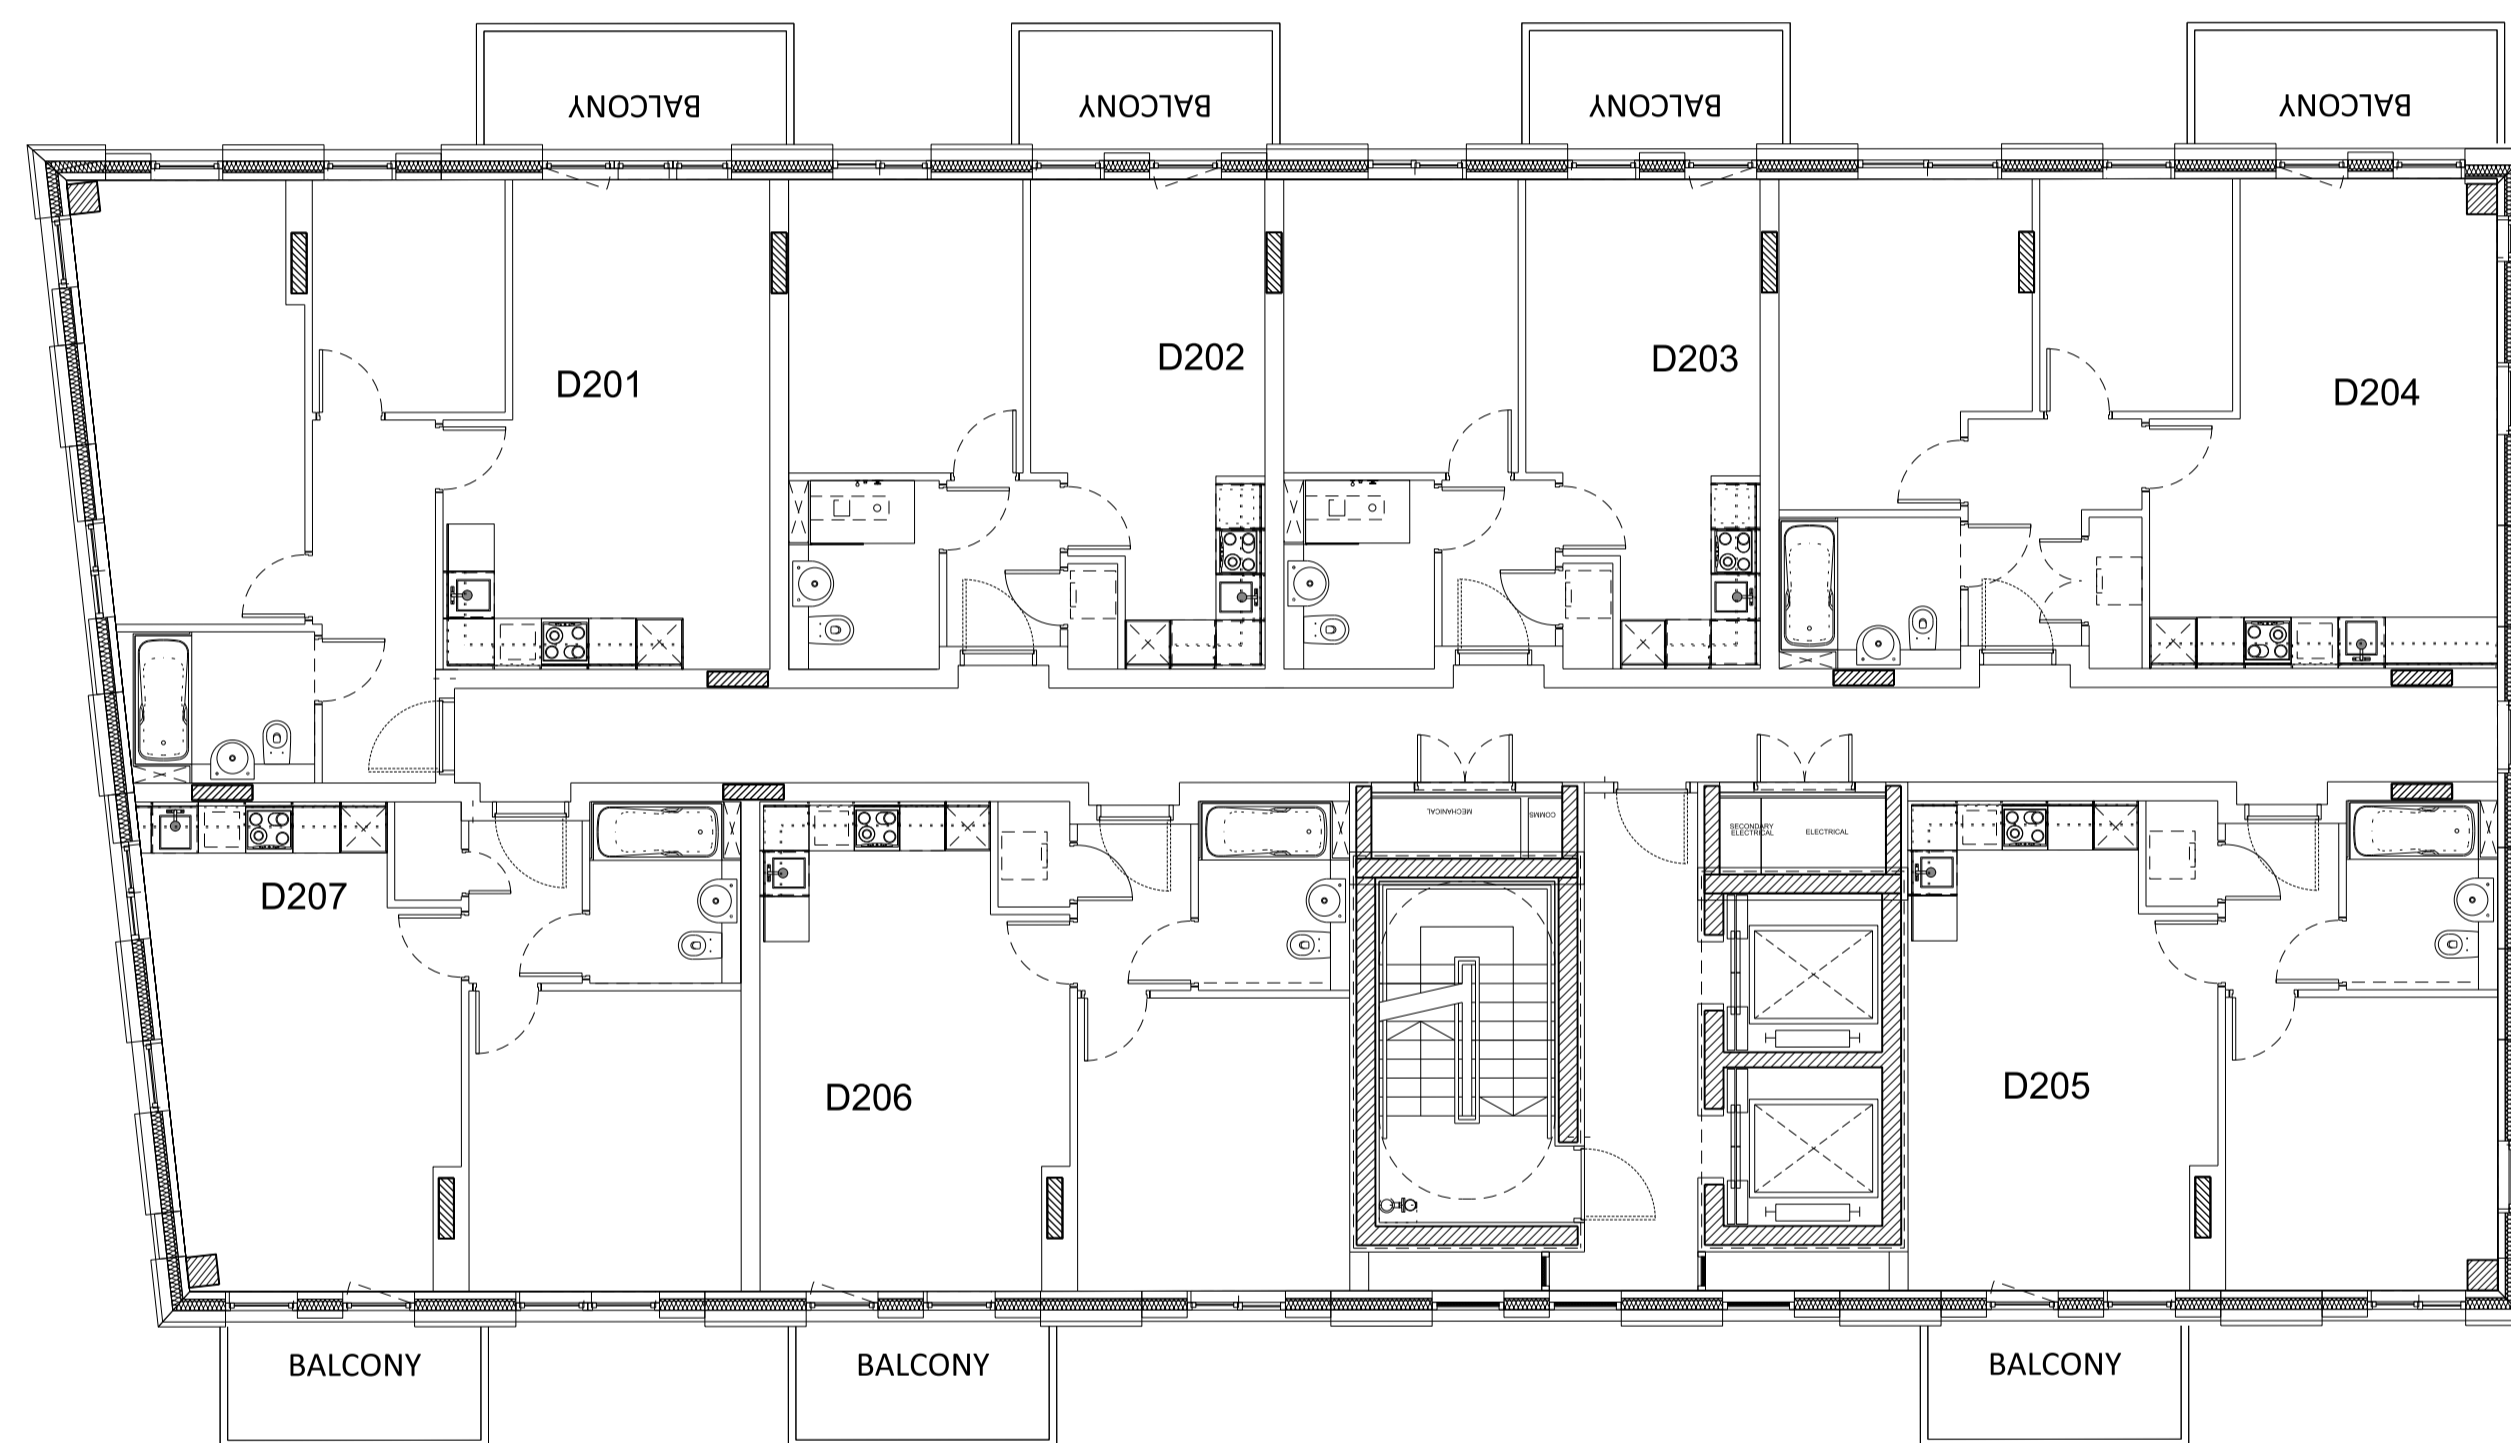 BALCONY
BALCONY
BALCONY
BALCONY
D201
D202
D203
D204
MECHANICAL
COMMS
SECONDARY
ELECTRICAL
ELECTRICAL
D207
D206
D205
BALCONY
BALCONY
BALCONY